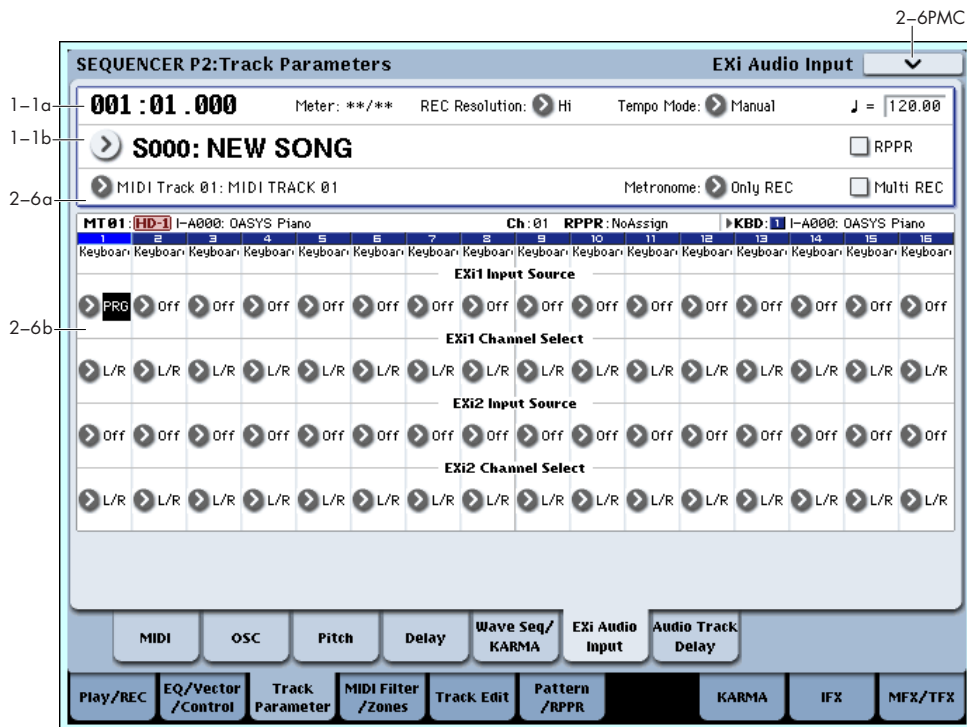 2–6PMC
SEQUENCER P2:Track Parameters EXi Audio Input
1–1a
001:01.000 Meter: **/** REC Resolution: Hi Tempo Mode: Manual ♩ = 120.00
1–1b
S000: NEW SONG RPPR
MIDI Track 01: MIDI TRACK 01 Metronome: Only REC Multi REC
2–6a
MT01: HD-1 I-A000: OASYS Piano Ch:01 RPPR:NoAssign ▶KBD: 1 I-A000: OASYS Piano
1 2 3 4 5 6 7 8 9 10 11 12 13 14 15 16
Keyboar Keyboar Keyboar Keyboar Keyboar Keyboar Keyboar Keyboar Keyboar Keyboar Keyboar Keyboar Keyboar Keyboar Keyboar Keyboar
EXi1 Input Source
PRG Off Off Off Off Off Off Off Off Off Off Off Off Off Off Off
2–6b
EXi1 Channel Select
L/R L/R L/R L/R L/R L/R L/R L/R L/R L/R L/R L/R L/R L/R L/R L/R
EXi2 Input Source
Off Off Off Off Off Off Off Off Off Off Off Off Off Off Off Off
EXi2 Channel Select
L/R L/R L/R L/R L/R L/R L/R L/R L/R L/R L/R L/R L/R L/R L/R L/R
MIDI
OSC
Pitch
Delay
Wave Seq/
KARMA
EXi Audio
Input
Audio Track
Delay
Play/REC
EQ/Vector
/Control
Track
Parameter
MIDI Filter
/Zones
Track Edit
Pattern
/RPPR
KARMA
IFX
MFX/TFX